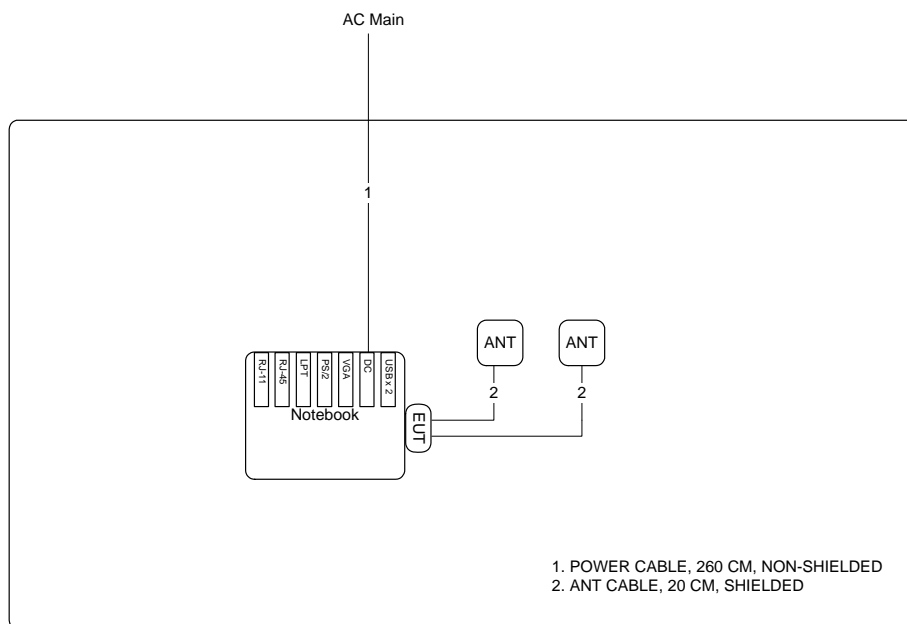 AC Main
1
ANT
ANT
2
2
RJ-11
RJ-45
LPT
PS/2
VGA
DC
USB x 2
Notebook
EUT
1. POWER CABLE, 260 CM, NON-SHIELDED
2. ANT CABLE, 20 CM, SHIELDED